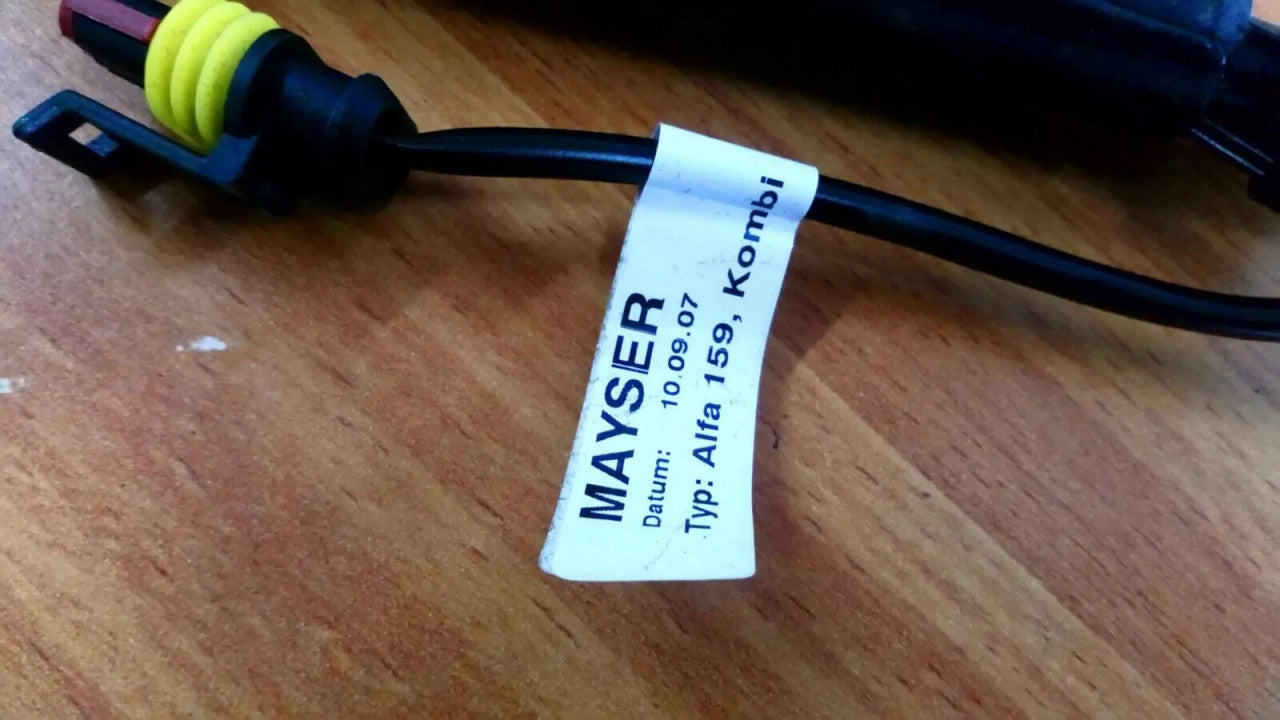 MAYSER
Datum: 10.09.07
Typ: Alfa 159, Kombi